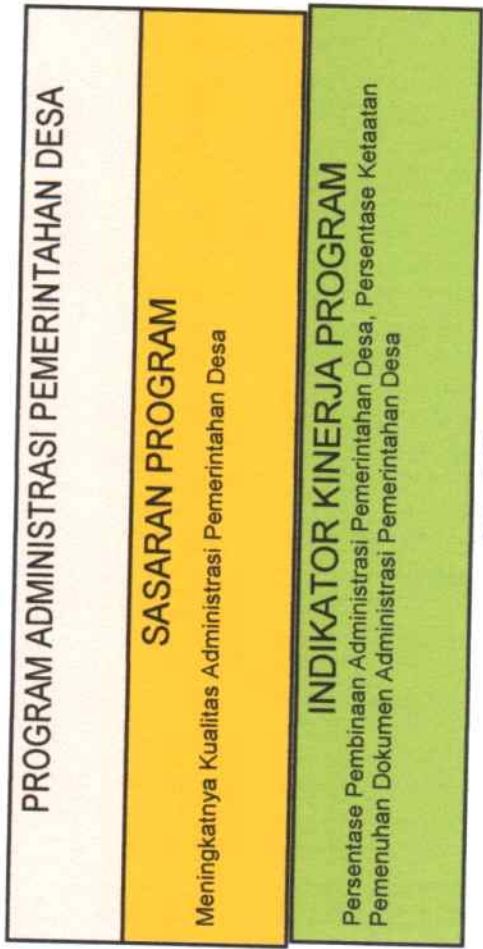 PROGRAM ADMINISTRASI PEMERINTAHAN DESA
SASARAN PROGRAM
Meningkatnya Kualitas Administrasi Pemerintahan Desa
INDIKATOR KINERJA PROGRAM
Persentase Pembinaan Administrasi Pemerintahan Desa, Persentase Ketaatan
Pemenuhan Dokumen Administrasi Pemerintahan Desa